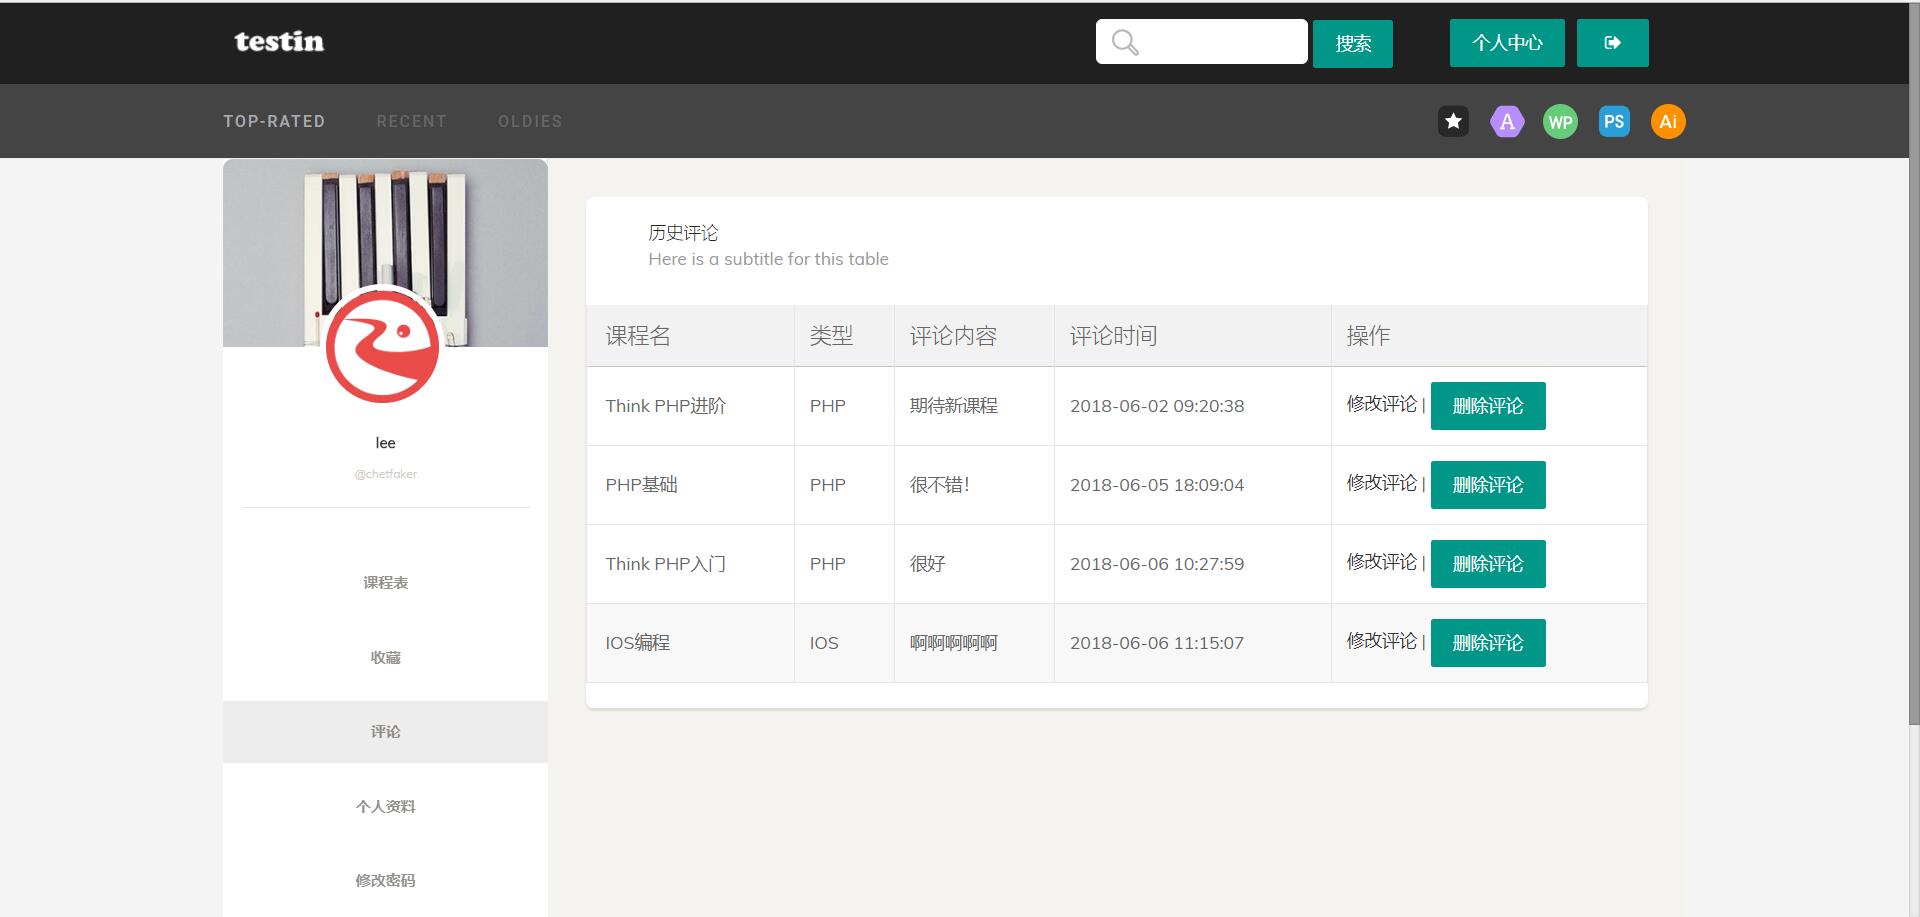 testin
搜索
个人中心
TOP-RATED RECENT OLDIES
A WP PS Ai
lee
@chetfaker
课程表
收藏
评论
个人资料
修改密码
历史评论
Here is a subtitle for this table
课程名 类型 评论内容 评论时间 操作
Think PHP进阶 PHP 期待新课程 2018-06-02 09:20:38 修改评论 | 删除评论
PHP基础 PHP 很不错! 2018-06-05 18:09:04 修改评论 | 删除评论
Think PHP入门 PHP 很好 2018-06-06 10:27:59 修改评论 | 删除评论
IOS编程 IOS 啊啊啊啊啊 2018-06-06 11:15:07 修改评论 | 删除评论